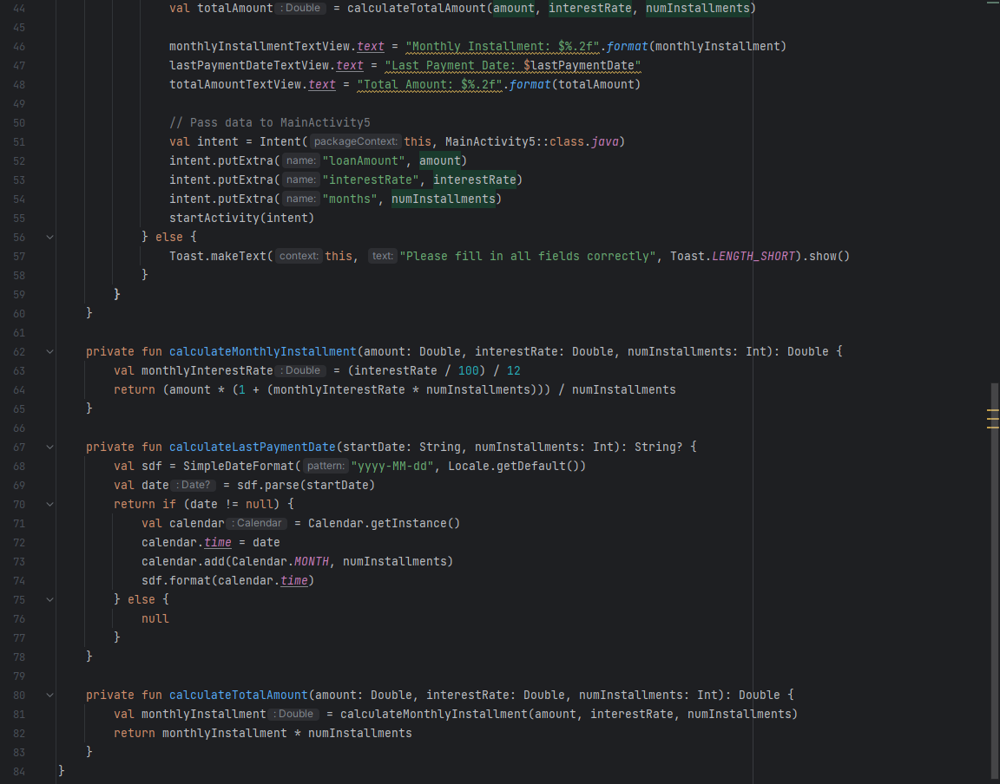 44 val totalAmount : Double = calculateTotalAmount(amount, interestRate, numInstallments)
45
46 monthlyInstallmentTextView.text = "Monthly Installment: $%.2f".format(monthlyInstallment)
47 lastPaymentDateTextView.text = "Last Payment Date: $lastPaymentDate"
48 totalAmountTextView.text = "Total Amount: $%.2f".format(totalAmount)
49
50 // Pass data to MainActivity5
51 val intent = Intent( packageContext: this, MainActivity5::class.java)
52 intent.putExtra( name: "loanAmount", amount)
53 intent.putExtra( name: "interestRate", interestRate)
54 intent.putExtra( name: "months", numInstallments)
55 startActivity(intent)
56 } else {
57 Toast.makeText( context: this, text: "Please fill in all fields correctly", Toast.LENGTH_SHORT).show()
58 }
59 }
60 }
61
62 private fun calculateMonthlyInstallment(amount: Double, interestRate: Double, numInstallments: Int): Double {
63 val monthlyInterestRate : Double = (interestRate / 100) / 12
64 return (amount * (1 + (monthlyInterestRate * numInstallments))) / numInstallments
65 }
66
67 private fun calculateLastPaymentDate(startDate: String, numInstallments: Int): String? {
68 val sdf = SimpleDateFormat( pattern: "yyyy-MM-dd", Locale.getDefault())
69 val date : Date? = sdf.parse(startDate)
70 return if (date != null) {
71 val calendar : Calendar = Calendar.getInstance()
72 calendar.time = date
73 calendar.add(Calendar.MONTH, numInstallments)
74 sdf.format(calendar.time)
75 } else {
76 null
77 }
78 }
79
80 private fun calculateTotalAmount(amount: Double, interestRate: Double, numInstallments: Int): Double {
81 val monthlyInstallment : Double = calculateMonthlyInstallment(amount, interestRate, numInstallments)
82 return monthlyInstallment * numInstallments
83 }
84 }